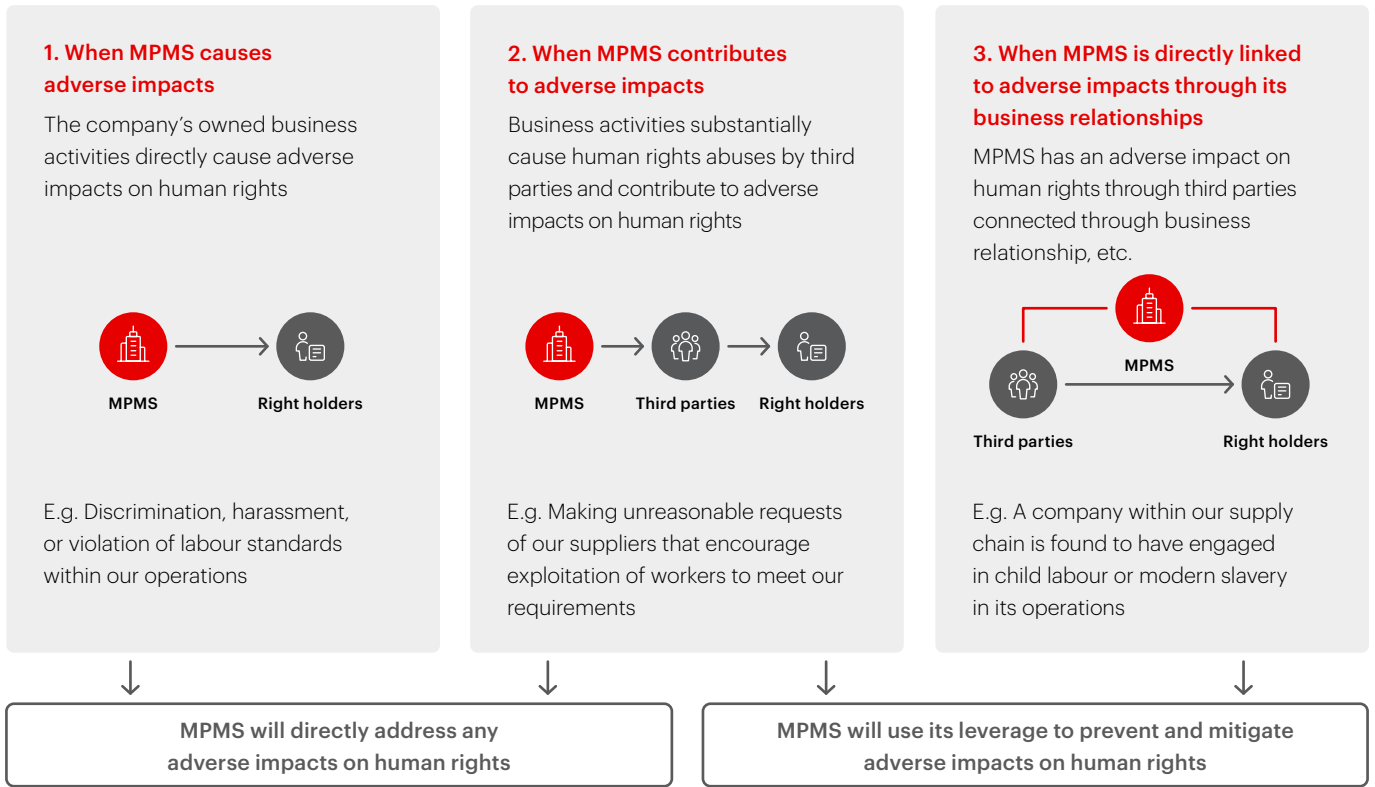 1. When MPMS causes
adverse impacts
The company’s owned business
activities directly cause adverse
impacts on human rights
MPMS
Right holders
E.g. Discrimination, harassment,
or violation of labour standards
within our operations
2. When MPMS contributes
to adverse impacts
Business activities substantially
cause human rights abuses by third
parties and contribute to adverse
impacts on human rights
MPMS
Third parties
Right holders
E.g. Making unreasonable requests
of our suppliers that encourage
exploitation of workers to meet our
requirements
3. When MPMS is directly linked
to adverse impacts through its
business relationships
MPMS has an adverse impact on
human rights through third parties
connected through business
relationship, etc.
MPMS
Third parties
Right holders
E.g. A company within our supply
chain is found to have engaged
in child labour or modern slavery
in its operations
MPMS will directly address any
adverse impacts on human rights
MPMS will use its leverage to prevent and mitigate
adverse impacts on human rights